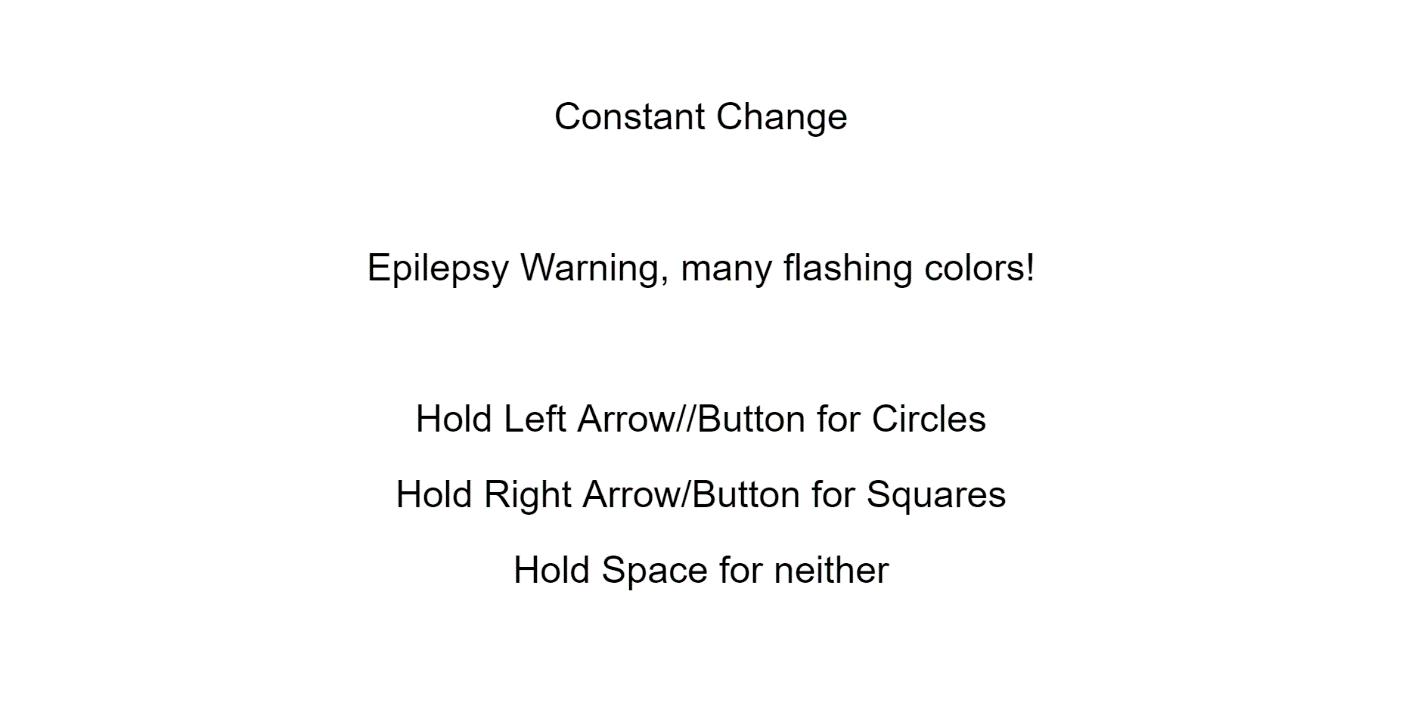 Constant Change
Epilepsy Warning, many flashing colors!
Hold Left Arrow//Button for Circles
Hold Right Arrow/Button for Squares
Hold Space for neither